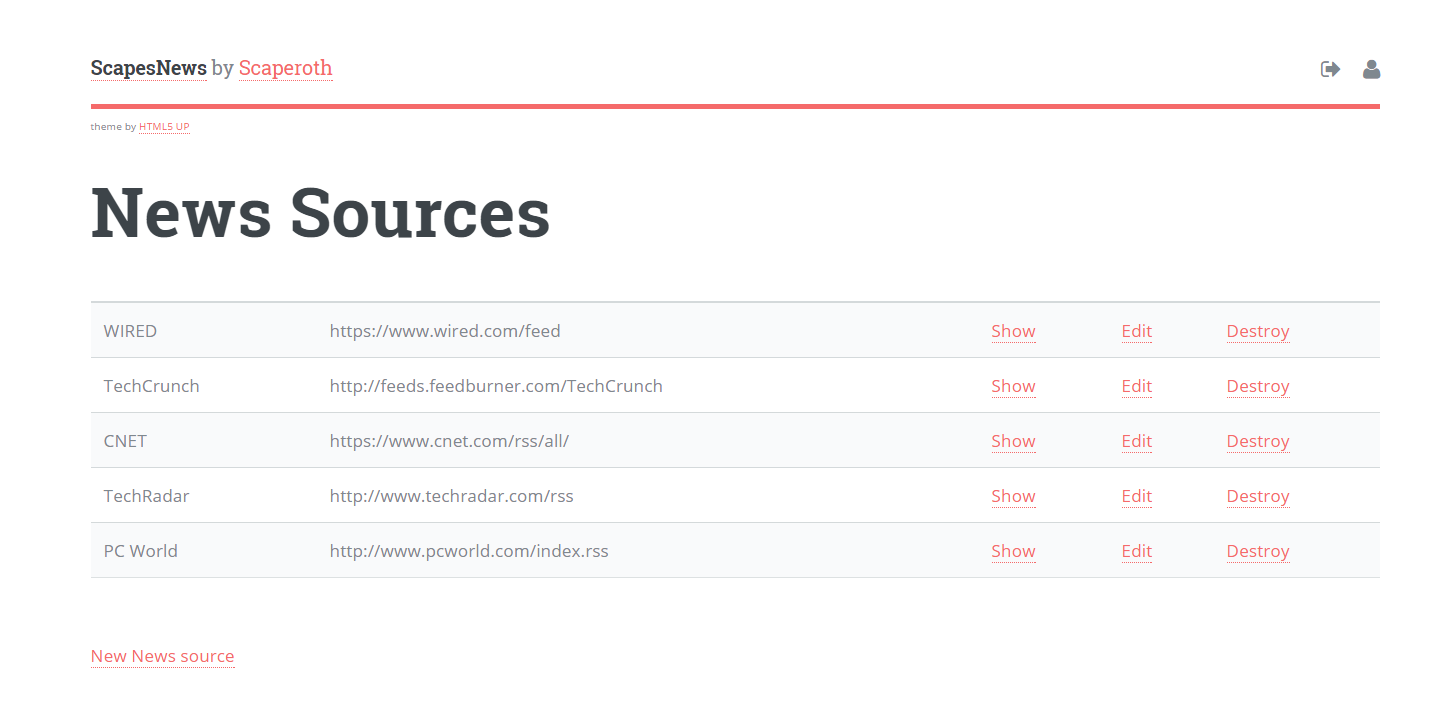 ScapesNews by Scaperoth
theme by HTML5 UP
News Sources
WIRED https://www.wired.com/feed Show Edit Destroy
TechCrunch http://feeds.feedburner.com/TechCrunch Show Edit Destroy
CNET https://www.cnet.com/rss/all/ Show Edit Destroy
TechRadar http://www.techradar.com/rss Show Edit Destroy
PC World http://www.pcworld.com/index.rss Show Edit Destroy
New News source